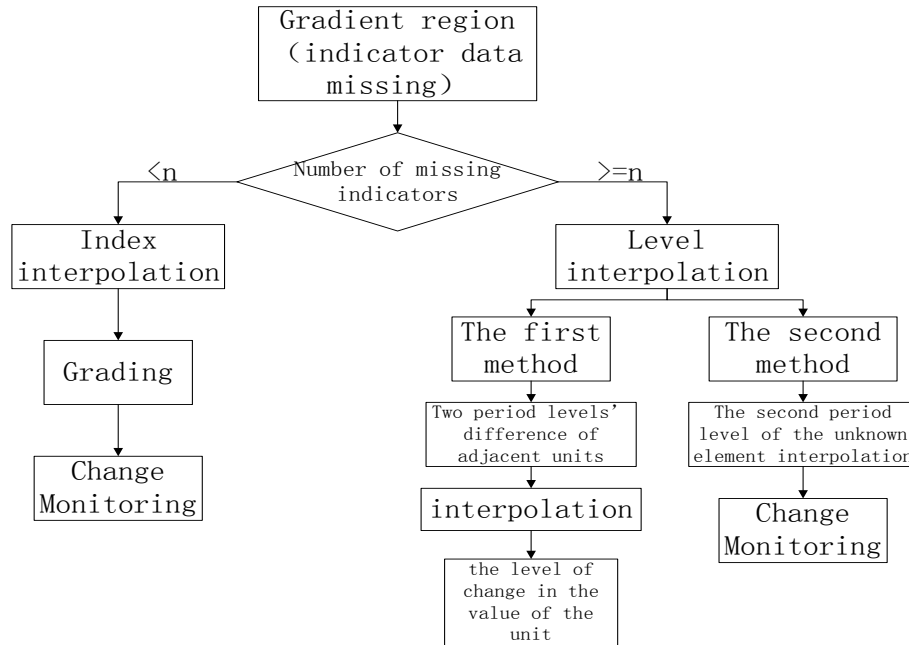 Gradient region
（indicator data
missing）
Number of missing
indicators
<n
>=n
Index
interpolation
Grading
Change
Monitoring
Level
interpolation
The first
method
Two period levels’
difference of
adjacent units
interpolation
the level of
change in the
value of the
unit
The second
method
The second period
level of the unknown
element interpolation
Change
Monitoring